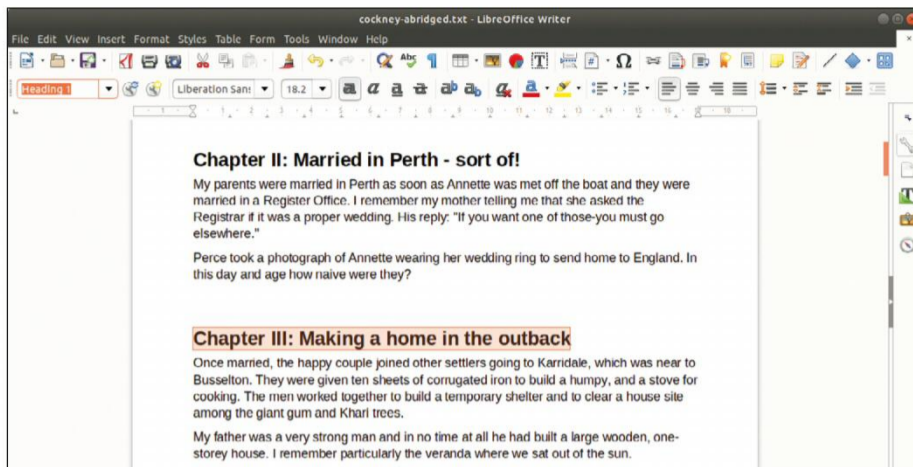 cockney-abridged.txt - LibreOffice Writer
File Edit View Insert Format Styles Table Form Tools Window Help
Heading 1 Liberation Sans 18.2
Chapter II: Married in Perth - sort of!
My parents were married in Perth as soon as Annette was met off the boat and they were
married in a Register Office. I remember my mother telling me that she asked the
Registrar if it was a proper wedding. His reply: "If you want one of those-you must go
elsewhere."
Perce took a photograph of Annette wearing her wedding ring to send home to England. In
this day and age how naive were they?
Chapter III: Making a home in the outback
Once married, the happy couple joined other settlers going to Karridale, which was near to
Busselton. They were given ten sheets of corrugated iron to build a humpy, and a stove for
cooking. The men worked together to build a temporary shelter and to clear a house site
among the giant gum and Khari trees.
My father was a very strong man and in no time at all he had built a large wooden, one-
storey house. I remember particularly the veranda where we sat out of the sun.